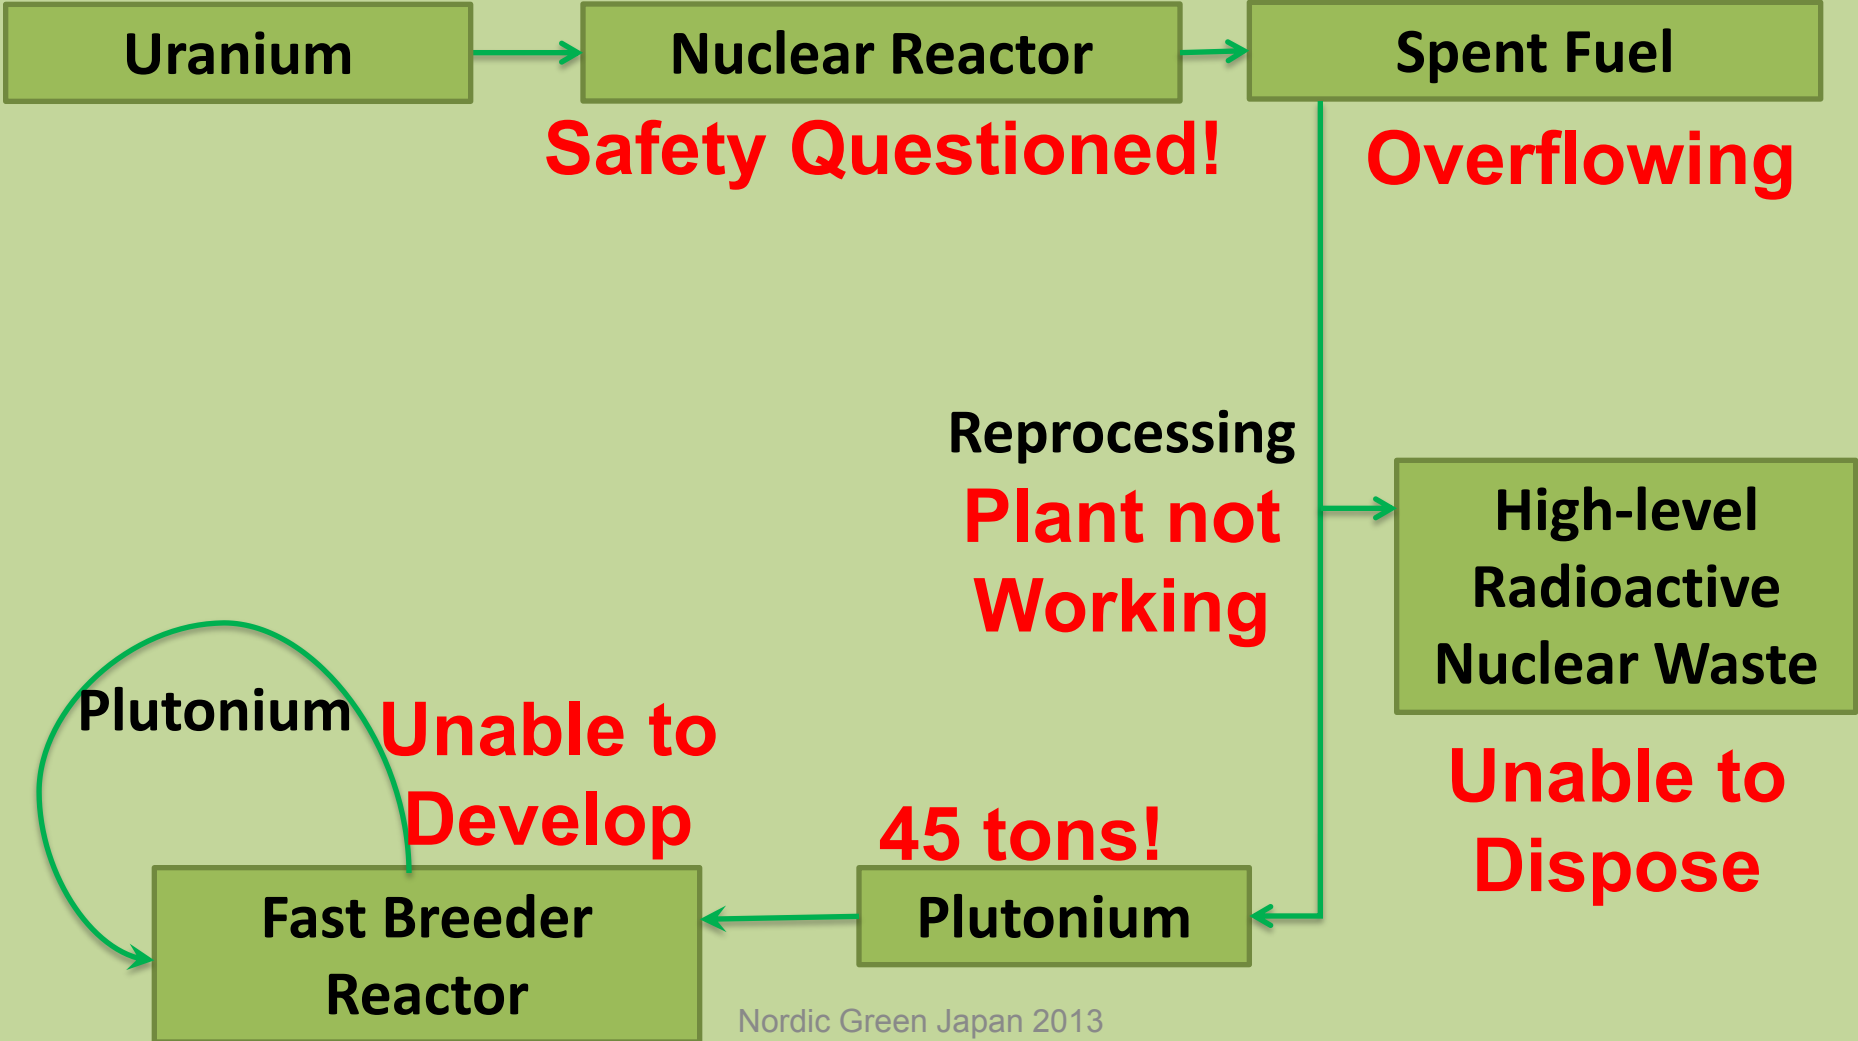 Uranium
Nuclear Reactor
Spent Fuel
Safety Questioned!
Overflowing
Reprocessing
Plant not
Working
High-level
Radioactive
Nuclear Waste
Unable to
Dispose
Plutonium
Unable to
Develop
45 tons!
Plutonium
Fast Breeder
Reactor
Nordic Green Japan 2013